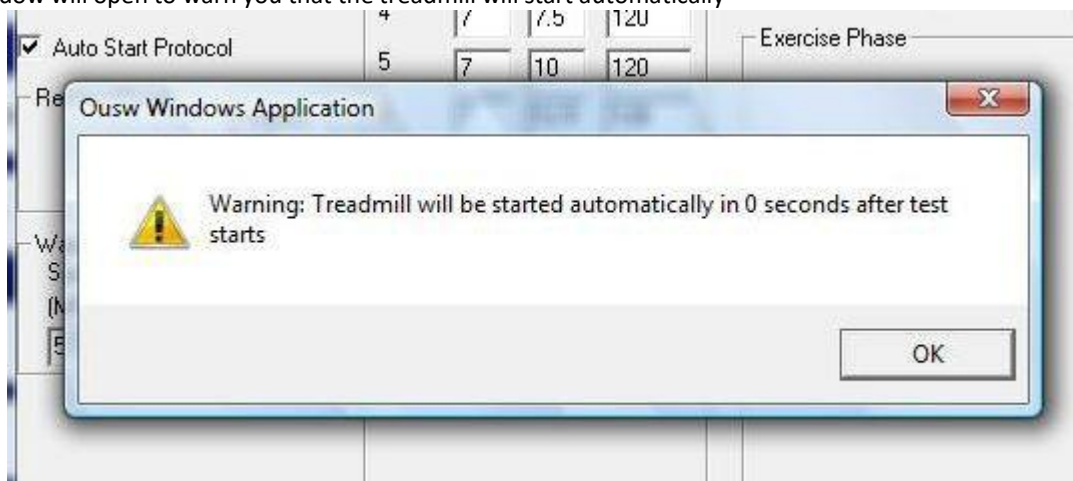 will open to warn you that the treadmill will start automatically
4 7 7.5 120
Auto Start Protocol
Exercise Phase
5 7 10 120
Ousw Windows Application
Warning: Treadmill will be started automatically in 0 seconds after test
starts
OK